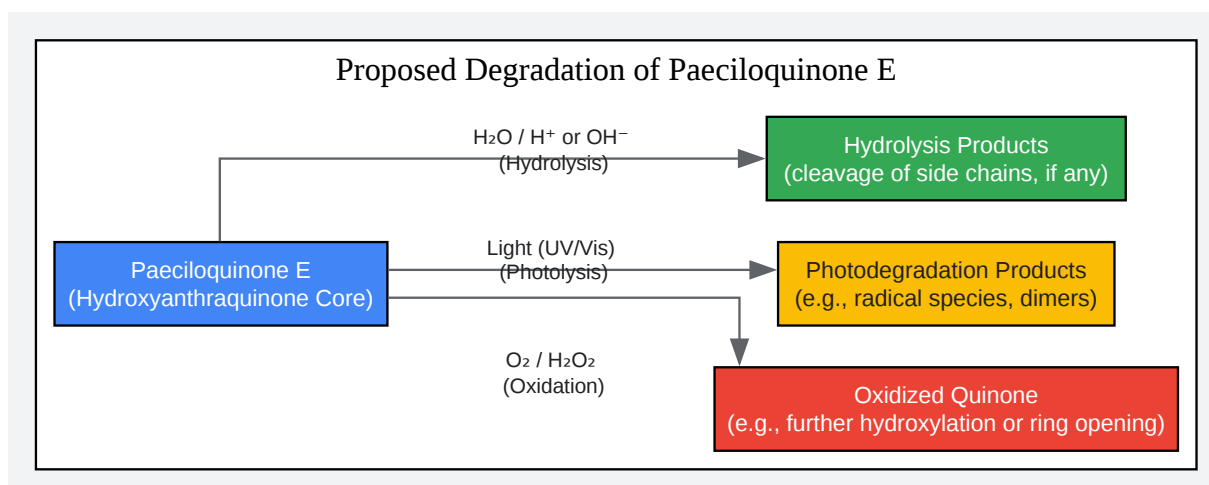 Proposed Degradation of Paeciloquinone E
H₂O / H⁺ or OH⁻
(Hydrolysis)
Hydrolysis Products
(cleavage of side chains, if any)
Paeciloquinone E
(Hydroxyanthraquinone Core)
Light (UV/Vis)
(Photolysis)
Photodegradation Products
(e.g., radical species, dimers)
O₂ / H₂O₂
(Oxidation)
Oxidized Quinone
(e.g., further hydroxylation or ring opening)